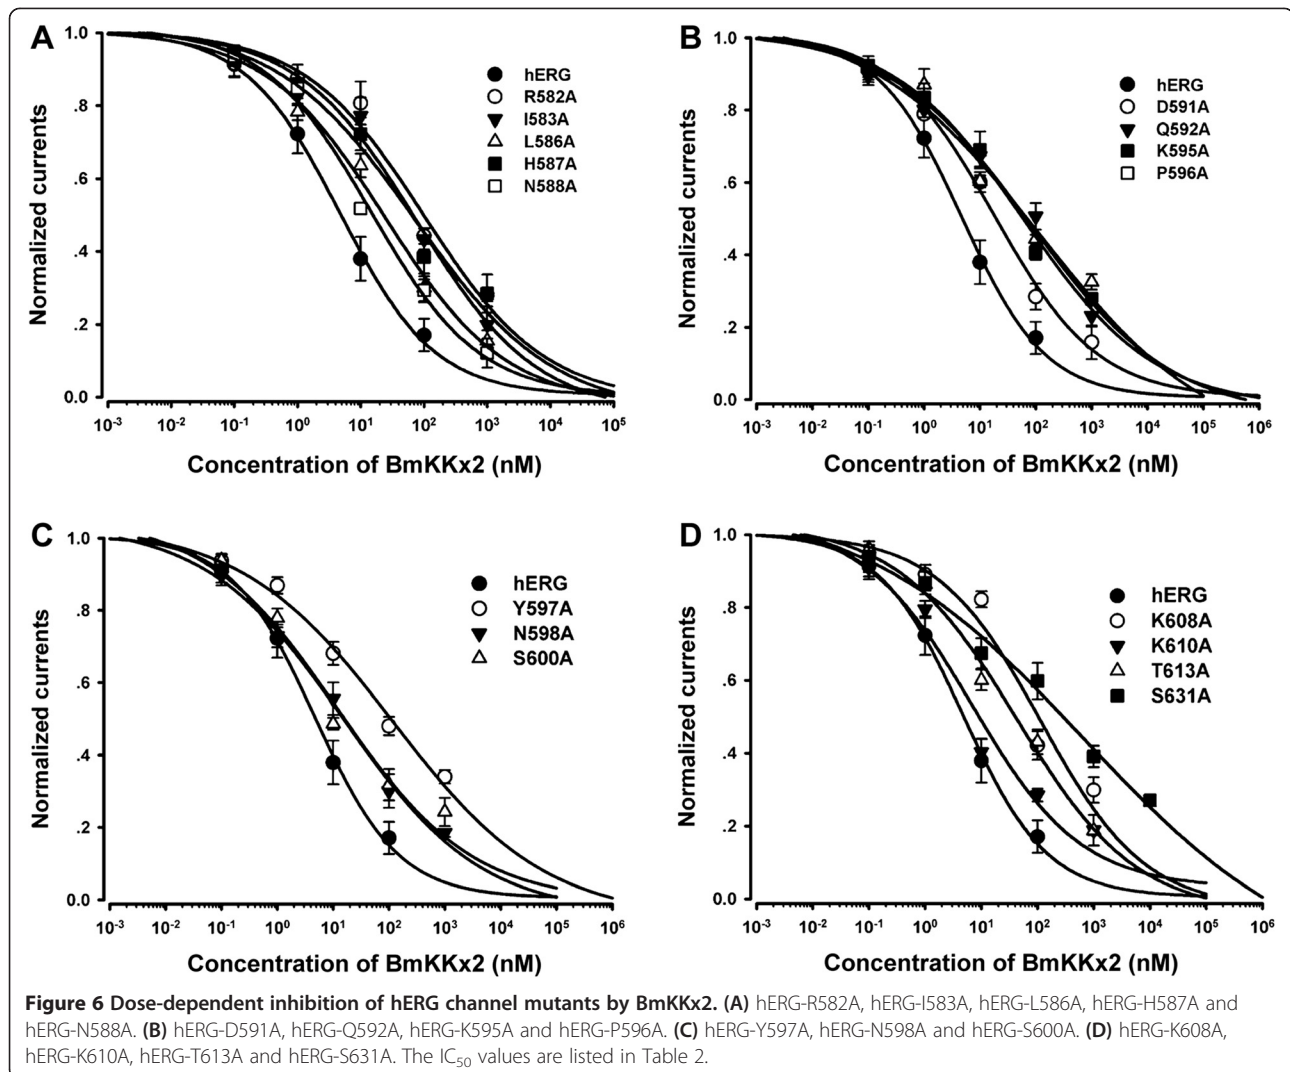 A
1.0
.8
.6
.4
.2
0.0
Normalized currents
hERG
R582A
I583A
L586A
H587A
N588A
10⁻³ 10⁻² 10⁻¹ 10⁰ 10¹ 10² 10³ 10⁴ 10⁵
Concentration of BmKKx2 (nM)
B
1.0
.8
.6
.4
.2
0.0
Normalized currents
hERG
D591A
Q592A
K595A
P596A
10⁻³ 10⁻² 10⁻¹ 10⁰ 10¹ 10² 10³ 10⁴ 10⁵ 10⁶
Concentration of BmKKx2 (nM)
C
1.0
.8
.6
.4
.2
0.0
Normalized currents
hERG
Y597A
N598A
S600A
10⁻³ 10⁻² 10⁻¹ 10⁰ 10¹ 10² 10³ 10⁴ 10⁵ 10⁶
Concentration of BmKKx2 (nM)
D
1.0
.8
.6
.4
.2
0.0
Normalized currents
hERG
K608A
K610A
T613A
S631A
10⁻³ 10⁻² 10⁻¹ 10⁰ 10¹ 10² 10³ 10⁴ 10⁵ 10⁶
Concentration of BmKKx2 (nM)
Figure 6 Dose-dependent inhibition of hERG channel mutants by BmKKx2. (A) hERG-R582A, hERG-I583A, hERG-L586A, hERG-H587A and
hERG-N588A. (B) hERG-D591A, hERG-Q592A, hERG-K595A and hERG-P596A. (C) hERG-Y597A, hERG-N598A and hERG-S600A. (D) hERG-K608A,
hERG-K610A, hERG-T613A and hERG-S631A. The IC₅₀ values are listed in Table 2.